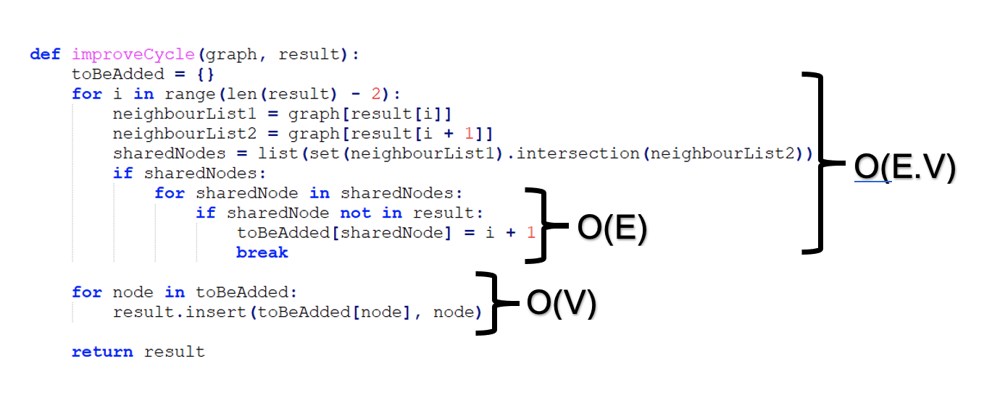 def improveCycle(graph, result):
    toBeAdded = {}
    for i in range(len(result) - 2):
        neighbourList1 = graph[result[i]]
        neighbourList2 = graph[result[i + 1]]
        sharedNodes = list(set(neighbourList1).intersection(neighbourList2))
        if sharedNodes:
            for sharedNode in sharedNodes:
                if sharedNode not in result:
                    toBeAdded[sharedNode] = i + 1
                    break
    for node in toBeAdded:
        result.insert(toBeAdded[node], node)
    return result
O(E.V)
O(E)
O(V)